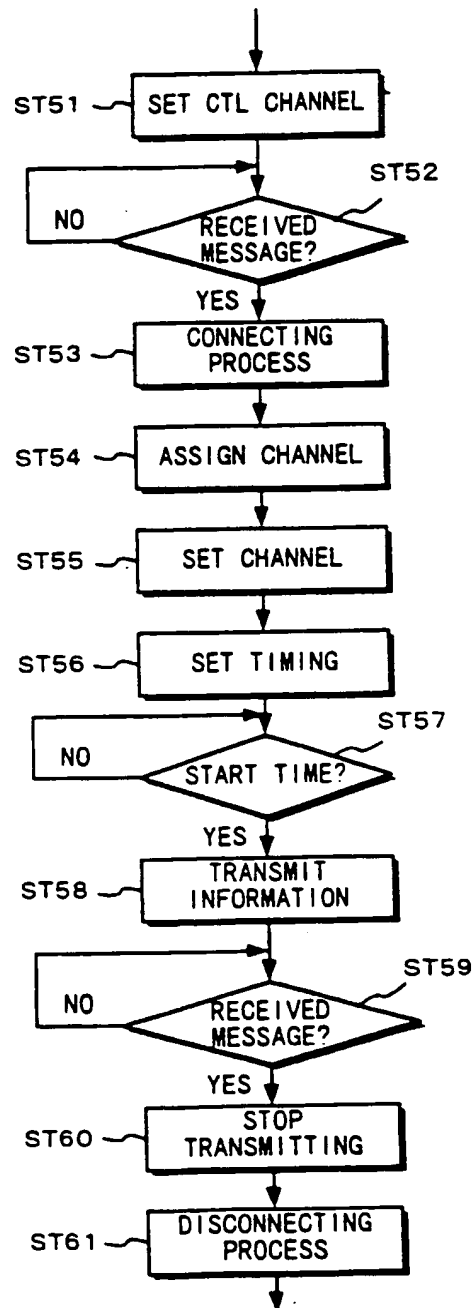 ST51
SET CTL CHANNEL
ST52
NO
RECEIVED
MESSAGE?
YES
ST53
CONNECTING
PROCESS
ST54
ASSIGN CHANNEL
ST55
SET CHANNEL
ST56
SET TIMING
ST57
NO
START TIME?
YES
ST58
TRANSMIT
INFORMATION
ST59
NO
RECEIVED
MESSAGE?
YES
ST60
STOP
TRANSMITTING
ST61
DISCONNECTING
PROCESS